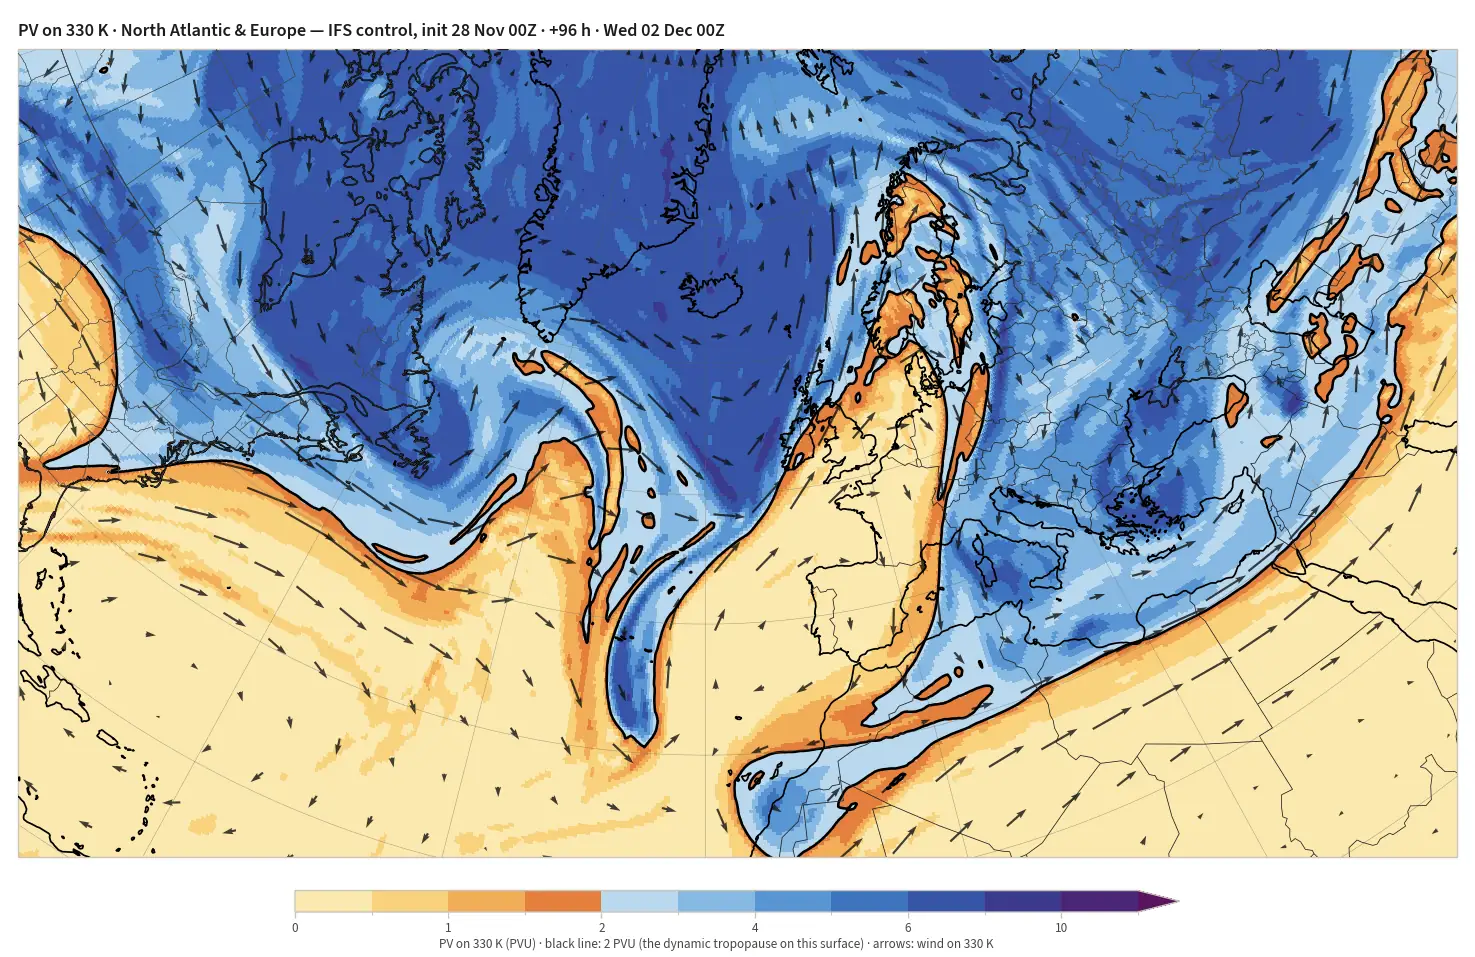 PV on 330 K · North Atlantic & Europe — IFS control, init 28 Nov 00Z · +96 h · Wed 02 Dec 00Z
0 1 2 4 6 10
PV on 330 K (PVU) · black line: 2 PVU (the dynamic tropopause on this surface) · arrows: wind on 330 K